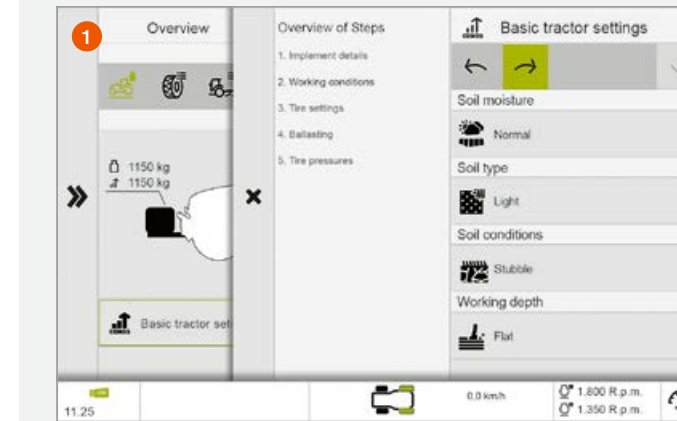 1
Overview
1150 kg
1150 kg
Basic tractor set
Overview of Steps
1. Implement details
2. Working conditions
3. Tire settings
4. Ballasting
5. Tire pressures
Basic tractor settings
Soil moisture
Normal
Soil type
Light
Soil conditions
Stubble
Working depth
Flat
11.25
0,0 km/h
1.800 R.p.m.
1.350 R.p.m.